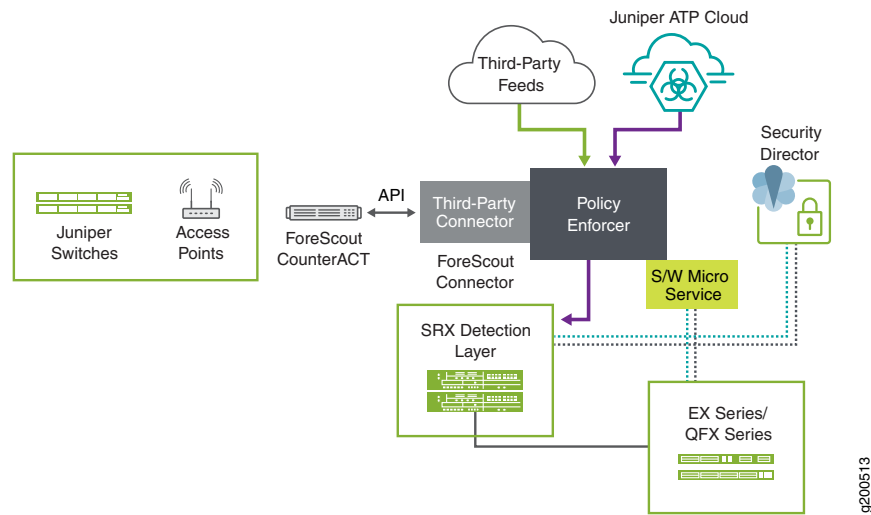 Juniper ATP Cloud
Third-Party
Feeds
Security
Director
API
Third-Party
Connector
Policy
Enforcer
Juniper
Switches
Access
Points
ForeScout
CounterACT
ForeScout
Connector
S/W Micro
Service
SRX Detection
Layer
EX Series/
QFX Series
g200513